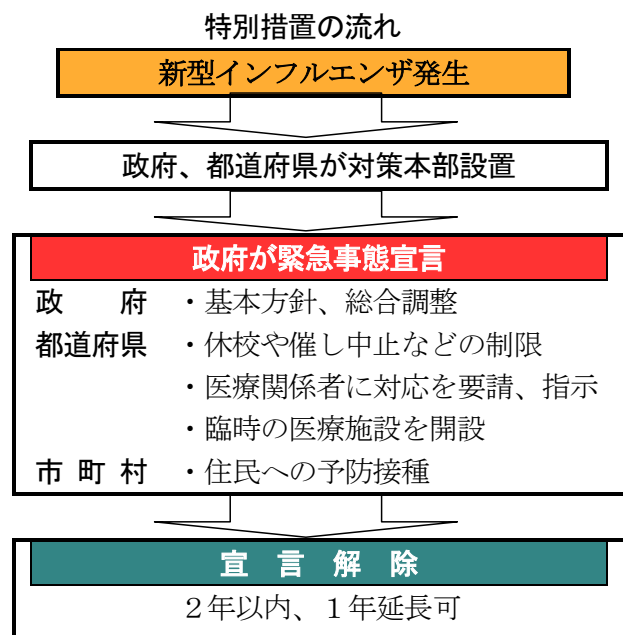 特別措置の流れ
新型インフルエンザ発生
政府、都道府県が対策本部設置
政府が緊急事態宣言
政　　府　・基本方針、総合調整
都道府県　・休校や催し中止などの制限
・医療関係者に対応を要請、指示
・臨時の医療施設を開設
市 町 村　・住民への予防接種
宣　言　解　除
２年以内、１年延長可